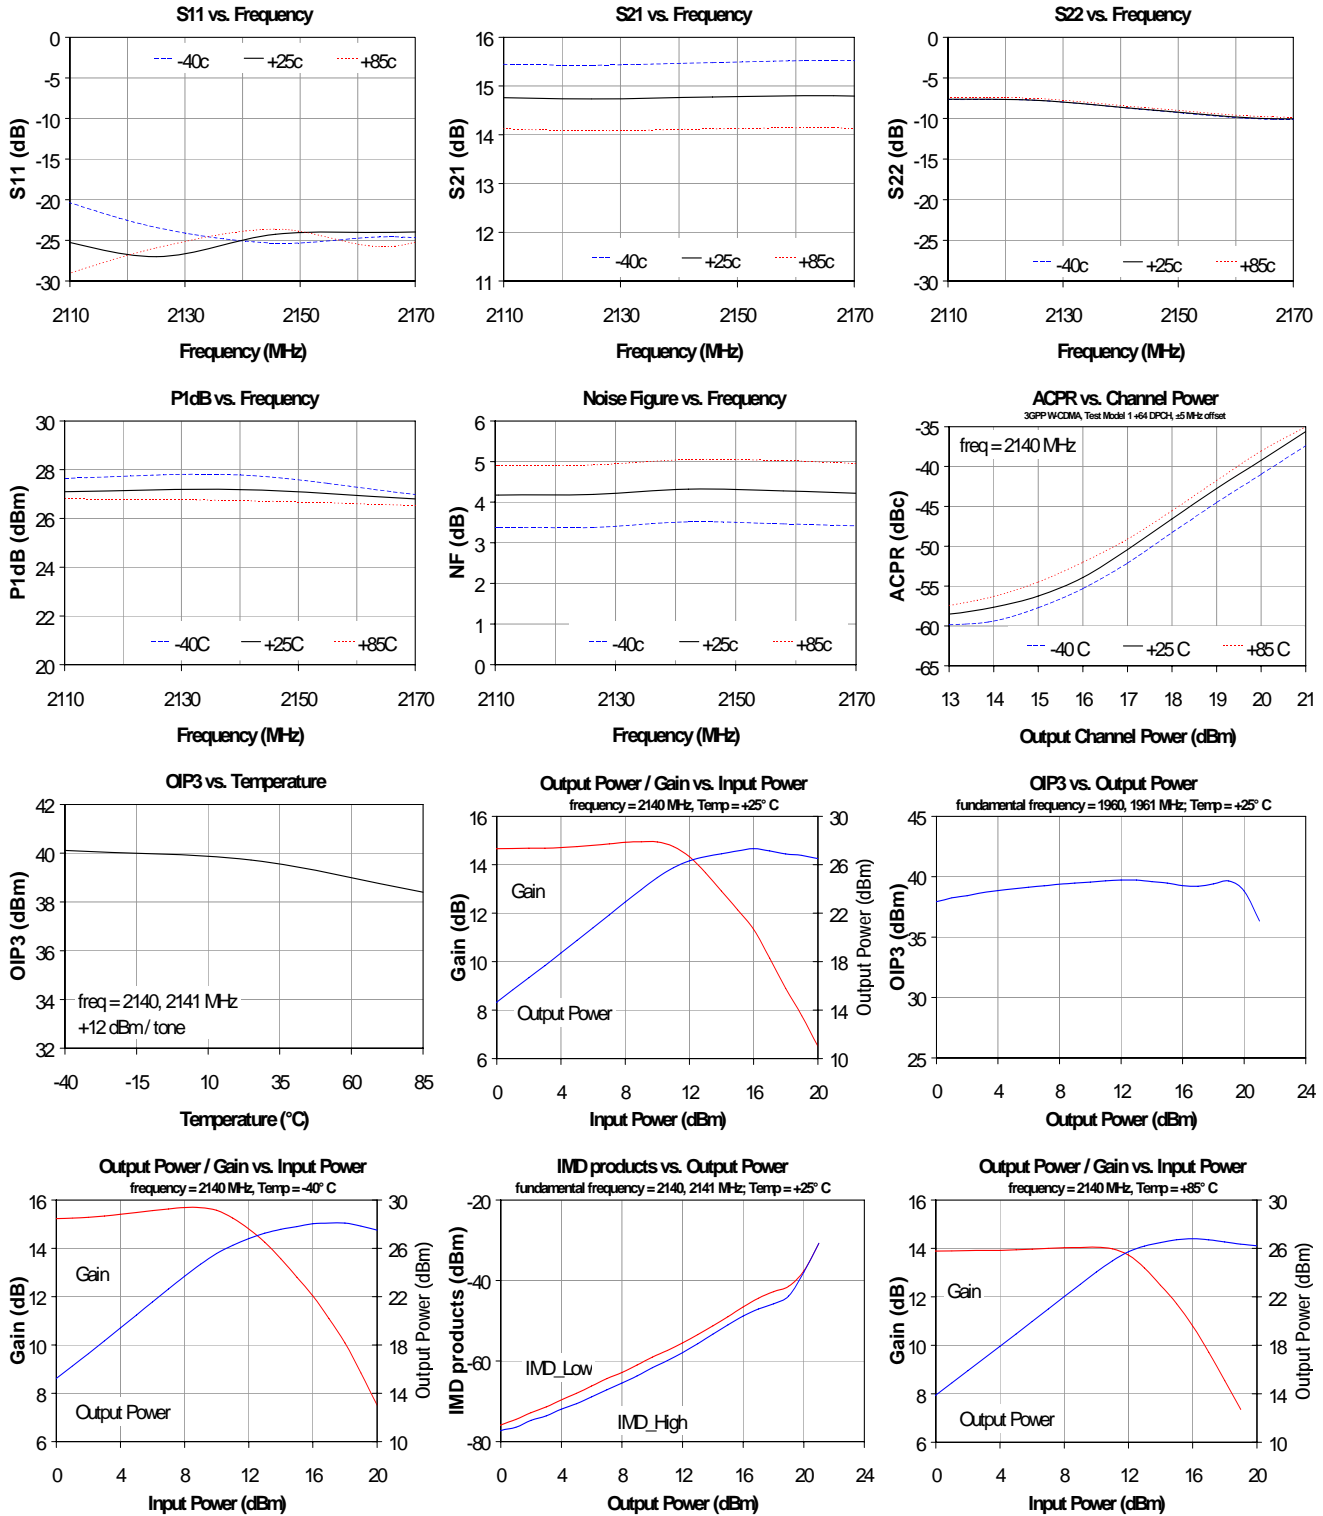 S11 vs. Frequency
0
-5
-10
-15
-20
-25
-30
S11 (dB)
-40c +25c +85c
2110 2130 2150 2170
Frequency (MHz)
S21 vs. Frequency
16
15
14
13
12
11
S21 (dB)
-40c +25c +85c
2110 2130 2150 2170
Frequency (MHz)
S22 vs. Frequency
0
-5
-10
-15
-20
-25
-30
S22 (dB)
-40c +25c +85c
2110 2130 2150 2170
Frequency (MHz)
P1dB vs. Frequency
30
28
26
24
22
20
P1dB (dBm)
-40C +25C +85C
2110 2130 2150 2170
Frequency (MHz)
Noise Figure vs. Frequency
6
5
4
3
2
1
0
NF (dB)
-40c +25c +85c
2110 2130 2150 2170
Frequency (MHz)
ACPR vs. Channel Power
3GPP W-CDMA, Test Model 1 +64 DPCH, ±5 MHz offset
-35
-40
-45
-50
-55
-60
-65
ACPR (dBc)
freq = 2140 MHz
-40 C +25 C +85 C
13 14 15 16 17 18 19 20 21
Output Channel Power (dBm)
OIP3 vs. Temperature
42
40
38
36
34
32
OIP3 (dBm)
freq = 2140, 2141 MHz
+12 dBm / tone
-40 -15 10 35 60 85
Temperature (°C)
Output Power / Gain vs. Input Power
frequency = 2140 MHz, Temp = +25° C
16
14
12
10
8
6
Gain (dB)
Gain
Output Power
30
26
22
18
14
10
Output Power (dBm)
0 4 8 12 16 20
Input Power (dBm)
OIP3 vs. Output Power
fundamental frequency = 1960, 1961 MHz; Temp = +25° C
45
40
35
30
25
OIP3 (dBm)
0 4 8 12 16 20 24
Output Power (dBm)
Output Power / Gain vs. Input Power
frequency = 2140 MHz, Temp = -40° C
16
14
12
10
8
6
Gain (dB)
Gain
Output Power
30
26
22
18
14
10
Output Power (dBm)
0 4 8 12 16 20
Input Power (dBm)
IMD products vs. Output Power
fundamental frequency = 2140, 2141 MHz; Temp = +25° C
-20
-40
-60
-80
IMD products (dBm)
IMD_Low
IMD_High
0 4 8 12 16 20 24
Output Power (dBm)
Output Power / Gain vs. Input Power
frequency = 2140 MHz, Temp = +85° C
16
14
12
10
8
6
Gain (dB)
Gain
Output Power
30
26
22
18
14
10
Output Power (dBm)
0 4 8 12 16 20
Input Power (dBm)